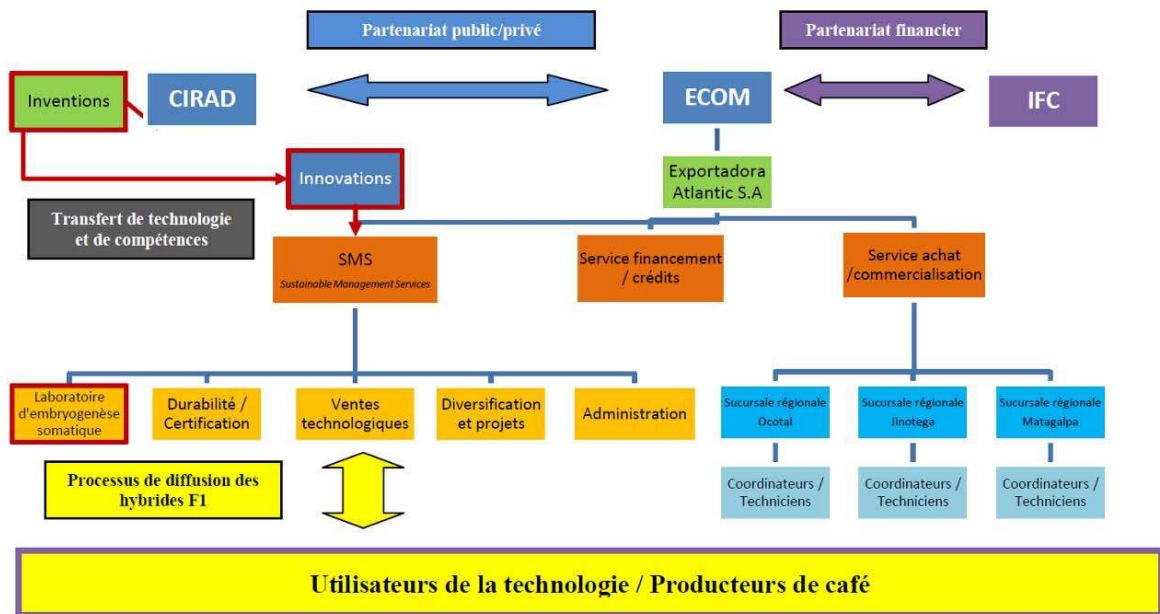 Partenariat public/privé
Partenariat financier
Inventions
CIRAD
ECOM
IFC
Innovations
Exportadora
Atlantic S.A
Transfert de technologie
et de compétences
SMS
Sustainable Management Services
Service financement
/ crédits
Service achat
/commercialisation
Laboratoire
d'embryogenèse
somatique
Durabilité /
Certification
Ventes
technologiques
Diversification
et projets
Administration
Sucursale régionale
Ocotal
Sucursale régionale
Jinotega
Sucursale régionale
Matagalpa
Processus de diffusion des
hybrides F1
Coordinateurs /
Techniciens
Coordinateurs /
Techniciens
Coordinateurs /
Techniciens
Utilisateurs de la technologie / Producteurs de café